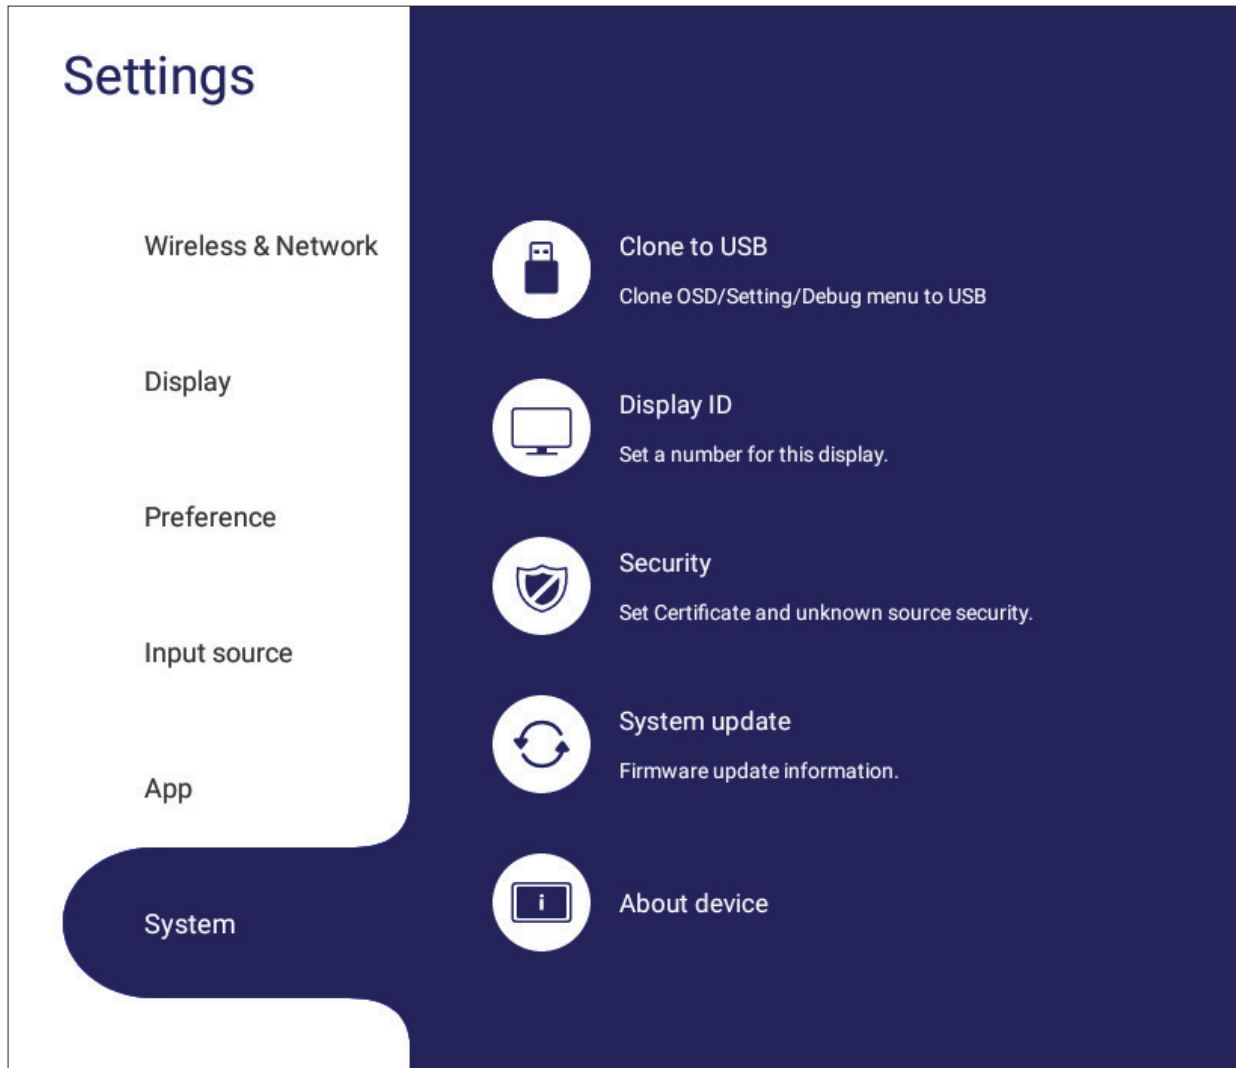 Settings
Wireless & Network
Display
Preference
Input source
App
System
Clone to USB
Clone OSD/Setting/Debug menu to USB
Display ID
Set a number for this display.
Security
Set Certificate and unknown source security.
System update
Firmware update information.
i
About device